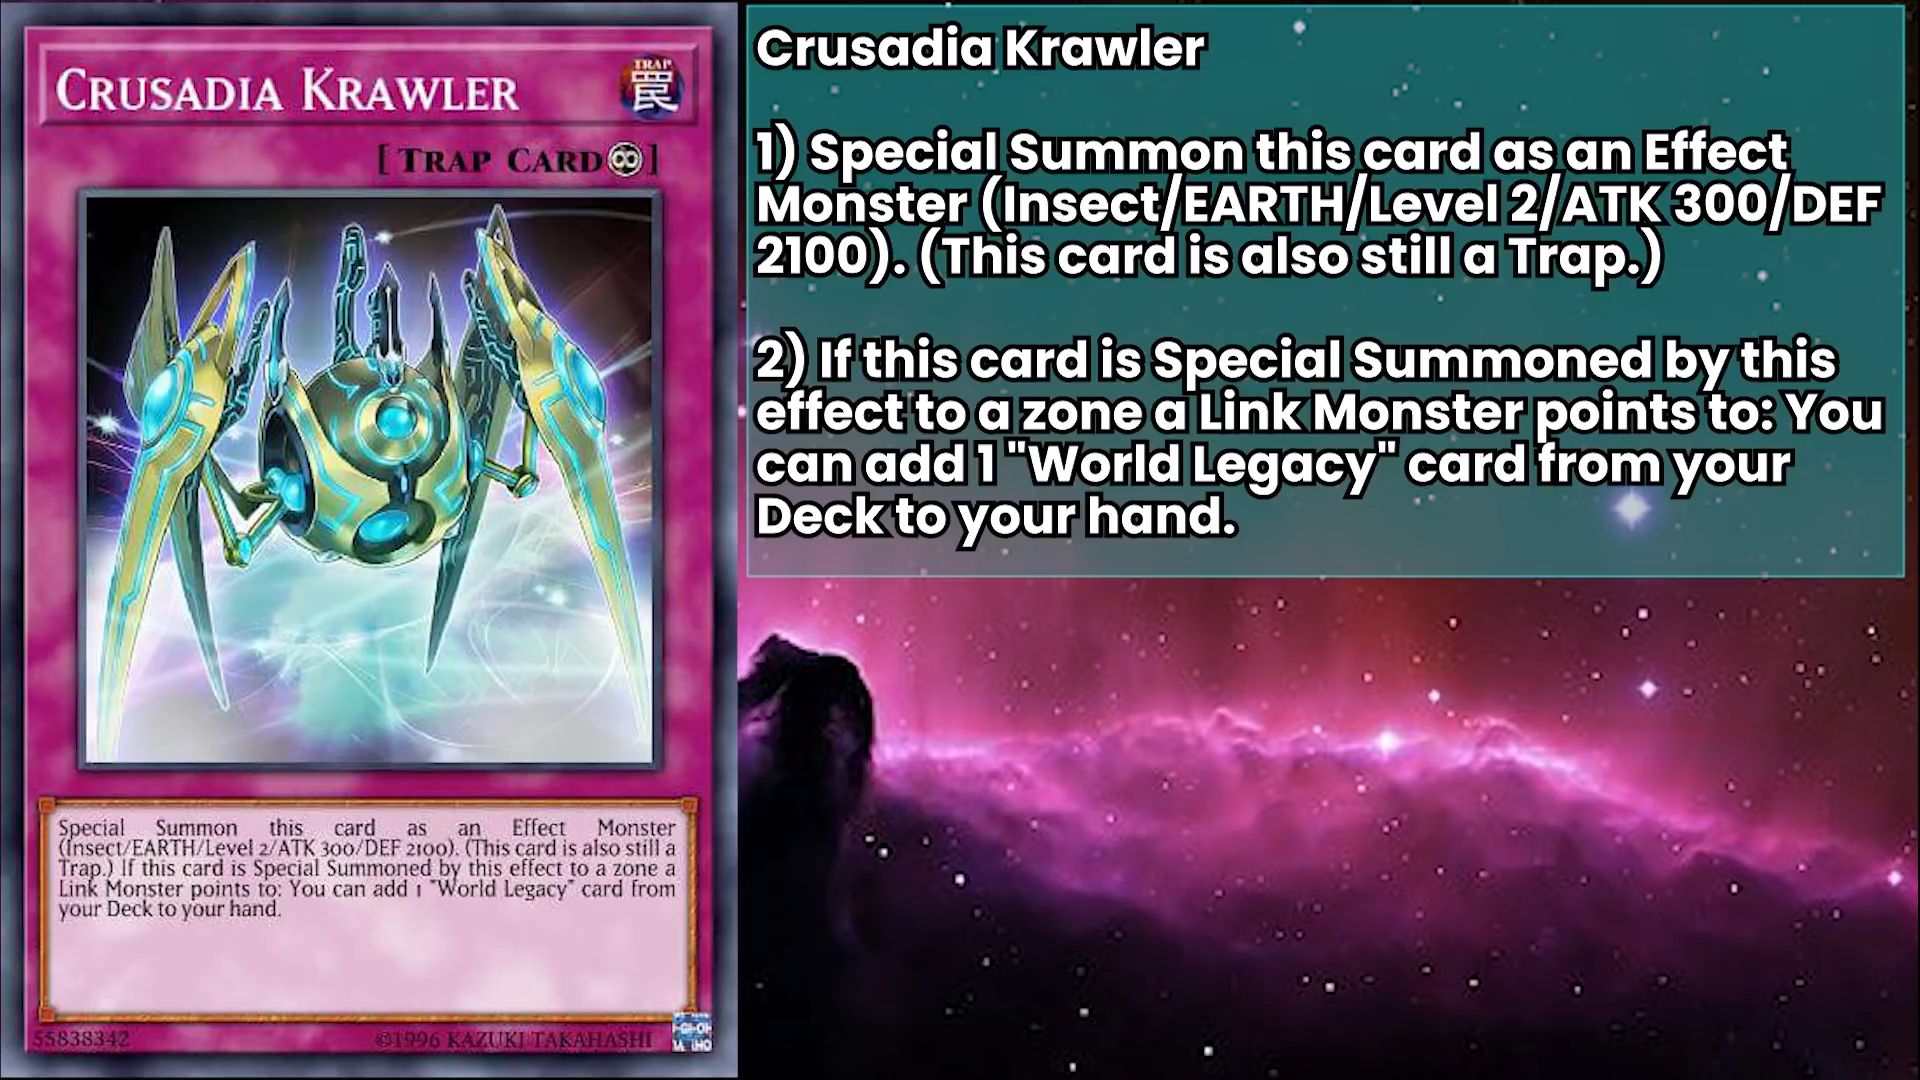 CRUSADIA KRAWLER
TRAP
罠
[TRAP CARD∞]
Special Summon this card as an Effect Monster
(Insect/EARTH/Level 2/ATK 300/DEF 2100). (This card is also still a
Trap.) If this card is Special Summoned by this effect to a zone a
Link Monster points to: You can add 1 "World Legacy" card from
your Deck to your hand.
55838342
©1996 KAZUKI TAKAHASHI
Crusadia Krawler
1) Special Summon this card as an Effect
Monster (Insect/EARTH/Level 2/ATK 300/DEF
2100). (This card is also still a Trap.)
2) If this card is Special Summoned by this
effect to a zone a Link Monster points to: You
can add 1 "World Legacy" card from your
Deck to your hand.